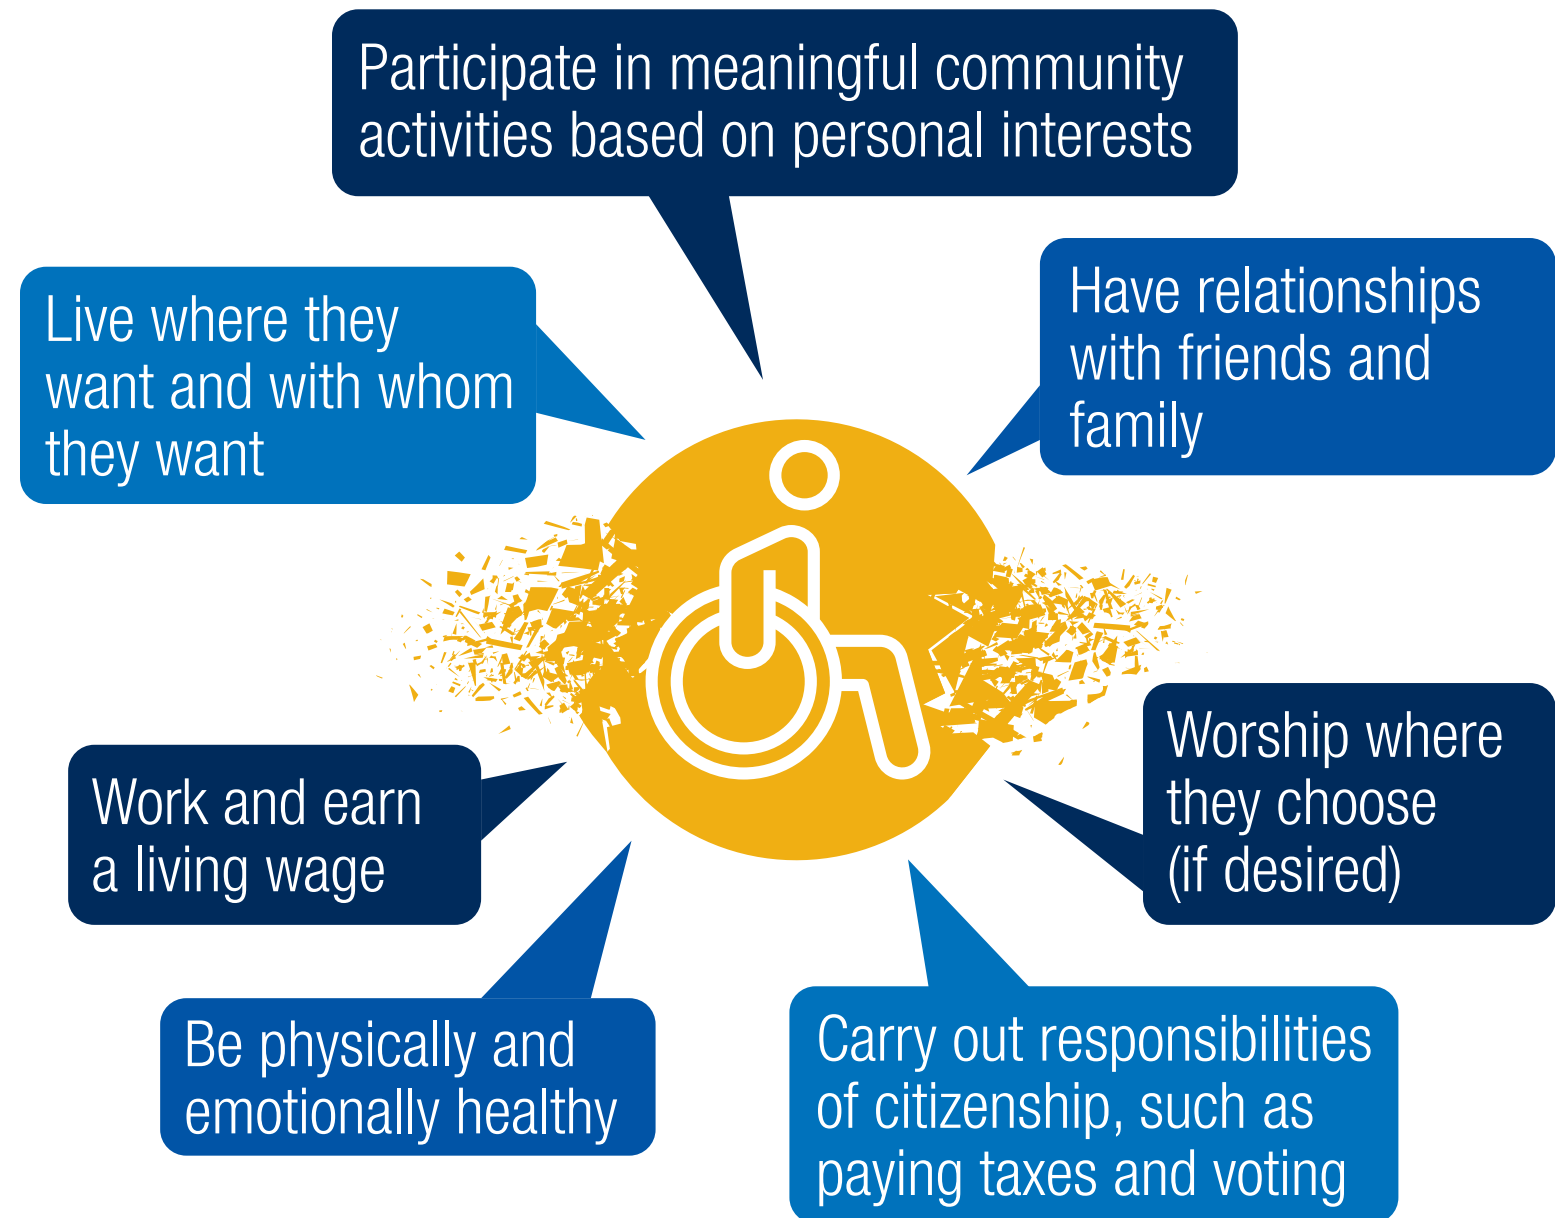 Participate in meaningful community
activities based on personal interests
Live where they
want and with whom
they want
Have relationships
with friends and
family
Work and earn
a living wage
Worship where
they choose
(if desired)
Be physically and
emotionally healthy
Carry out responsibilities
of citizenship, such as
paying taxes and voting